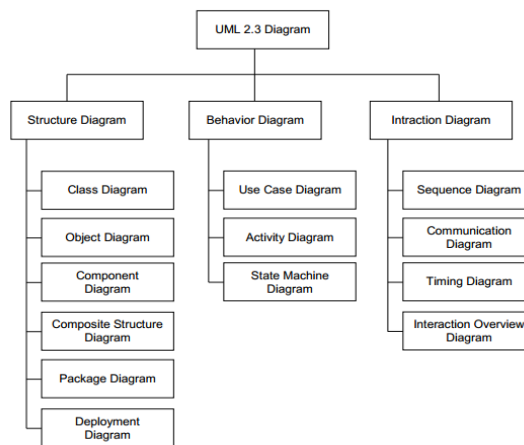 UML 2.3 Diagram
Structure Diagram
Behavior Diagram
Intraction Diagram
Class Diagram
Object Diagram
Component
Diagram
Composite Structure
Diagram
Package Diagram
Deployment
Diagram
Use Case Diagram
Activity Diagram
State Machine
Diagram
Sequence Diagram
Communication
Diagram
Timing Diagram
Interaction Overview
Diagram